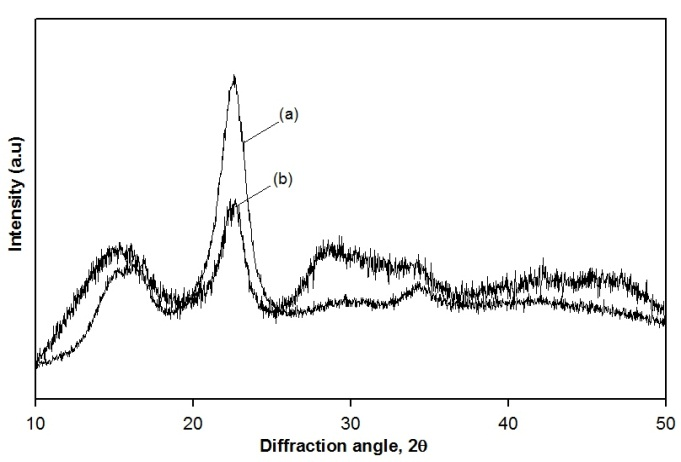 (a)
(b)
Intensity (a.u)
10 20 30 40 50
Diffraction angle, 2θ